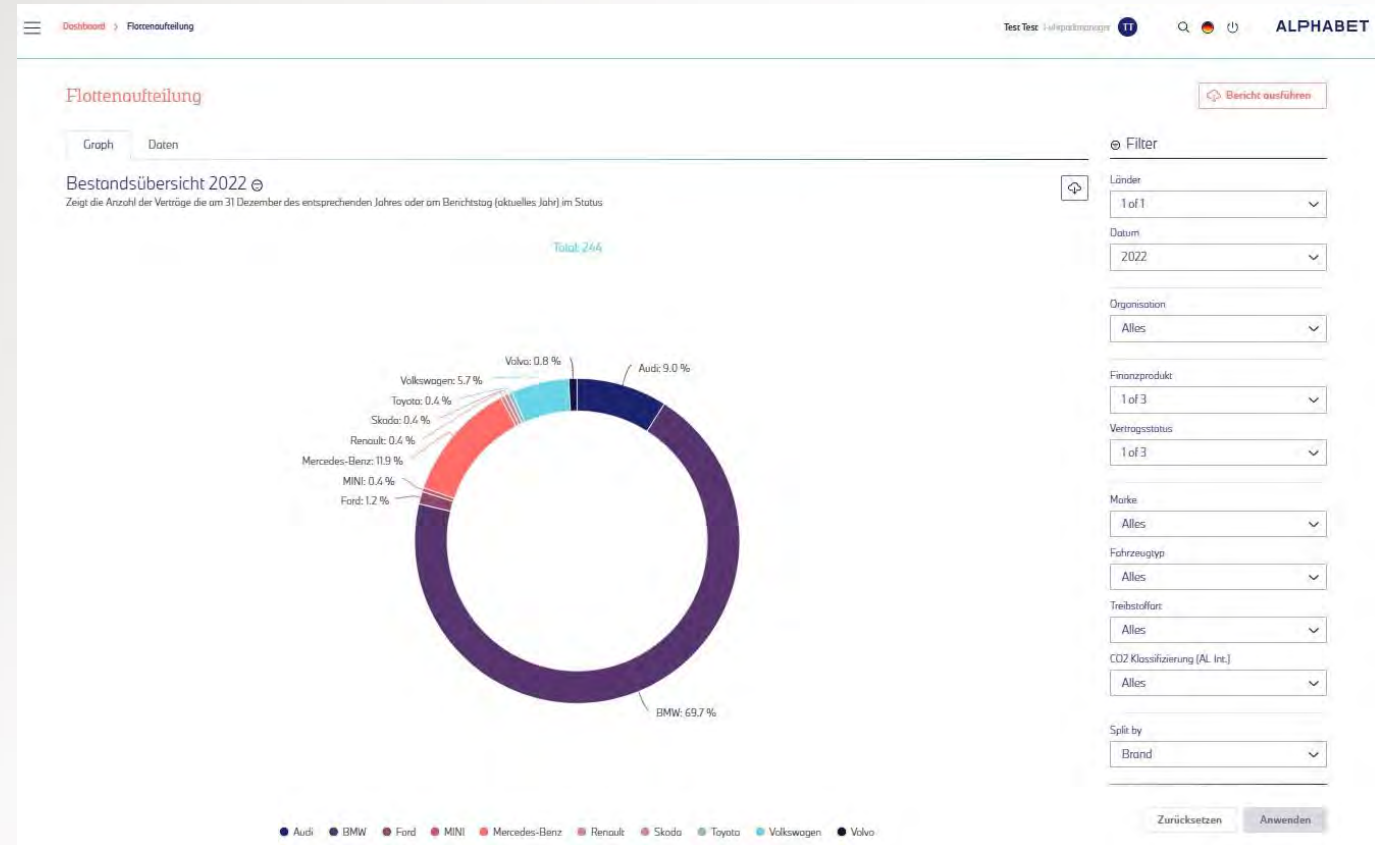 Dashboard > Flottenaufteilung
Test Test Fuhrparkmanager TT
ALPHABET
Flottenaufteilung
Bericht ausführen
Graph Daten
Bestandsübersicht 2022
Zeigt die Anzahl der Verträge die am 31 Dezember des entsprechenden Jahres oder am Berichtstag (aktuelles Jahr) im Status
Total: 244
Volvo: 0.8 %
Audi: 9.0 %
Volkswagen: 5.7 %
Toyota: 0.4 %
Skoda: 0.4 %
Renault: 0.4 %
Mercedes-Benz: 11.9 %
MINI: 0.4 %
Ford: 1.2 %
BMW: 69.7 %
Audi BMW Ford MINI Mercedes-Benz Renault Skoda Toyota Volkswagen Volvo
Filter
Länder
1 of 1
Datum
2022
Organisation
Alles
Finanzprodukt
1 of 3
Vertragsstatus
1 of 3
Marke
Alles
Fahrzeugtyp
Alles
Treibstoffart
Alles
CO2 Klassifizierung (AL Int.)
Alles
Split by
Brand
Zurücksetzen Anwenden